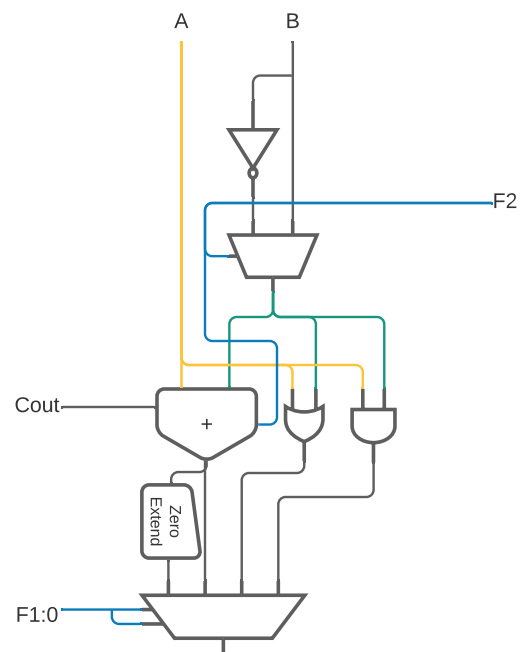 A
B
F2
Cout
+
Zero
Extend
F1:0